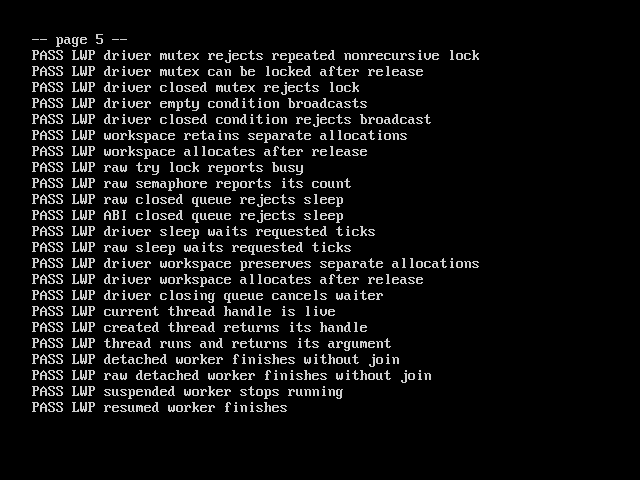 -- page 5 --
PASS LWP driver mutex rejects repeated nonrecursive lock
PASS LWP driver mutex can be locked after release
PASS LWP driver closed mutex rejects lock
PASS LWP driver empty condition broadcasts
PASS LWP driver closed condition rejects broadcast
PASS LWP workspace retains separate allocations
PASS LWP workspace allocates after release
PASS LWP raw try lock reports busy
PASS LWP raw semaphore reports its count
PASS LWP raw closed queue rejects sleep
PASS LWP ABI closed queue rejects sleep
PASS LWP driver sleep waits requested ticks
PASS LWP raw sleep waits requested ticks
PASS LWP driver workspace preserves separate allocations
PASS LWP driver workspace allocates after release
PASS LWP driver closing queue cancels waiter
PASS LWP current thread handle is live
PASS LWP created thread returns its handle
PASS LWP thread runs and returns its argument
PASS LWP detached worker finishes without join
PASS LWP raw detached worker finishes without join
PASS LWP suspended worker stops running
PASS LWP resumed worker finishes